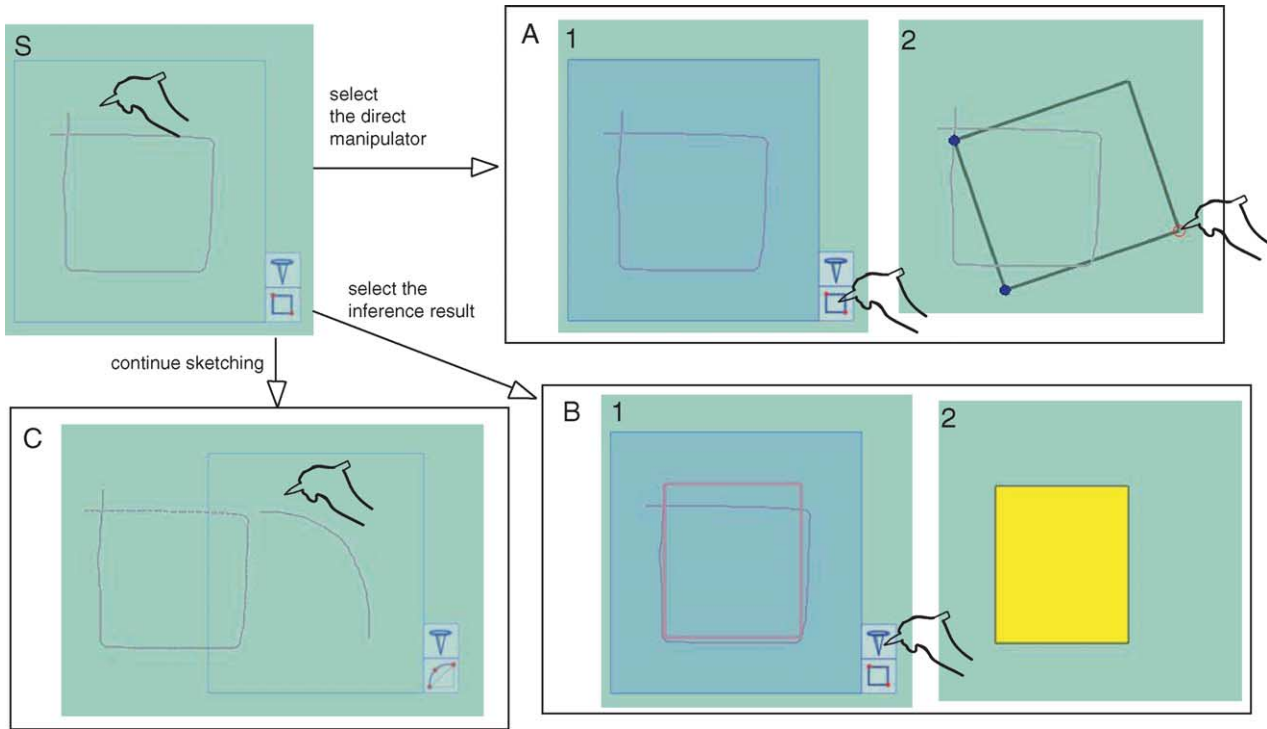 S
select
the direct
manipulator
A
1
2
select the
inference result
continue sketching
C
B
1
2